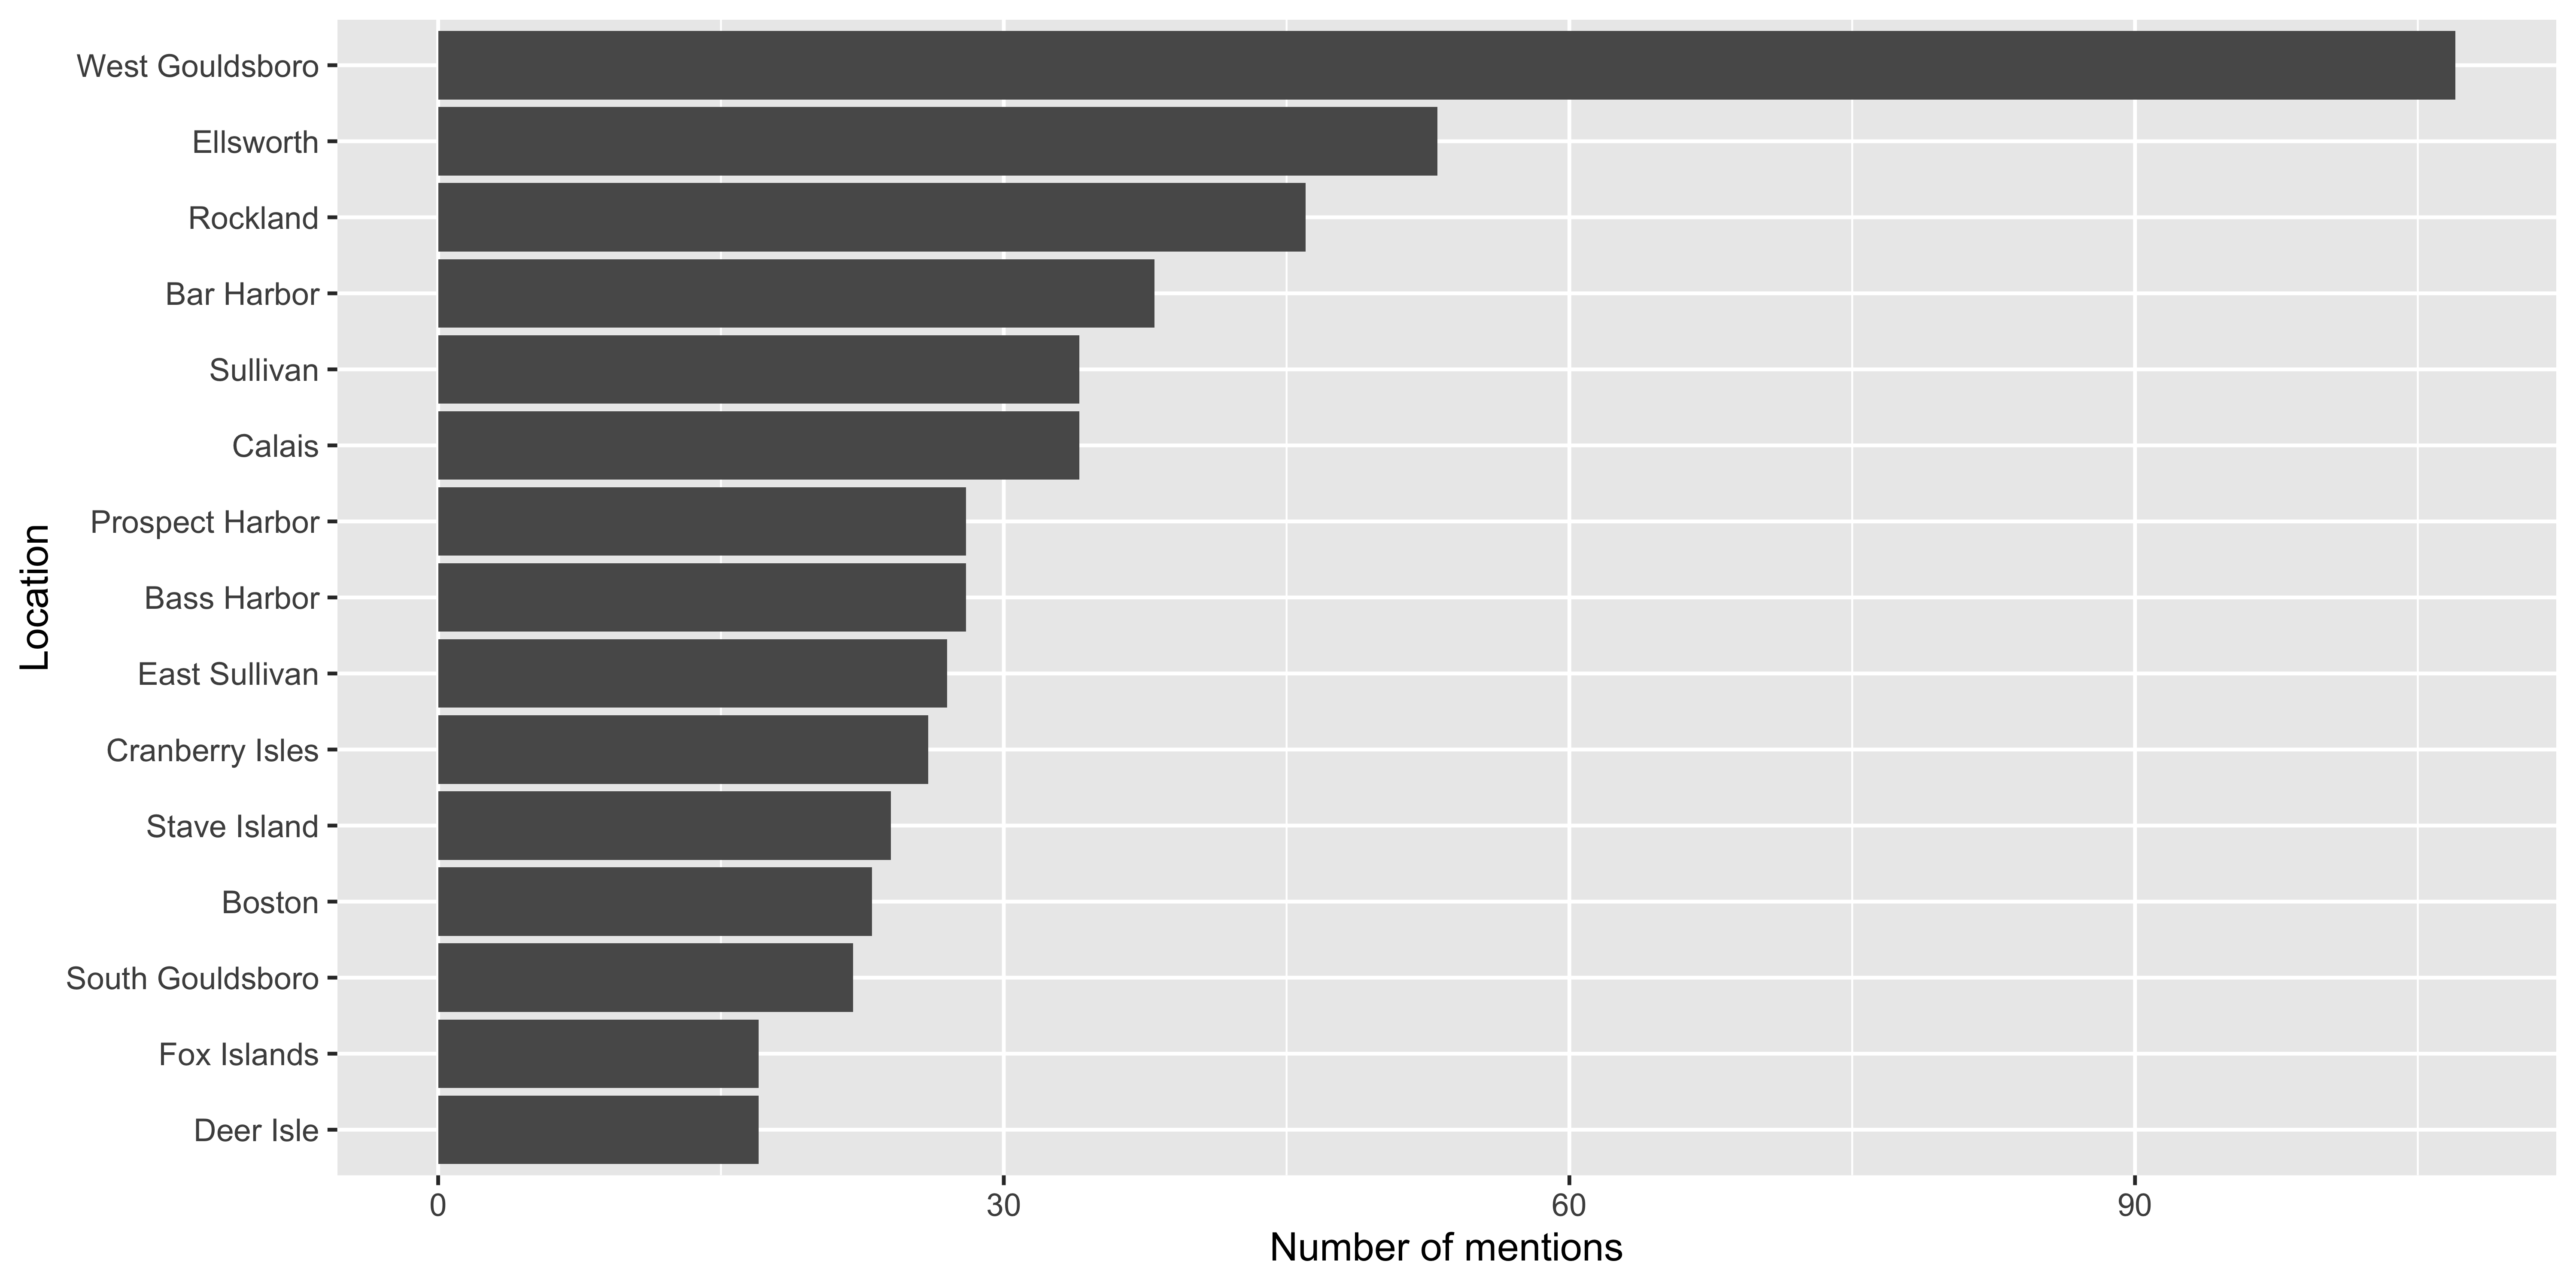 West Gouldsboro
Ellsworth
Rockland
Bar Harbor
Sullivan
Calais
Prospect Harbor
Bass Harbor
East Sullivan
Cranberry Isles
Stave Island
Boston
South Gouldsboro
Fox Islands
Deer Isle
Location
0 30 60 90
Number of mentions